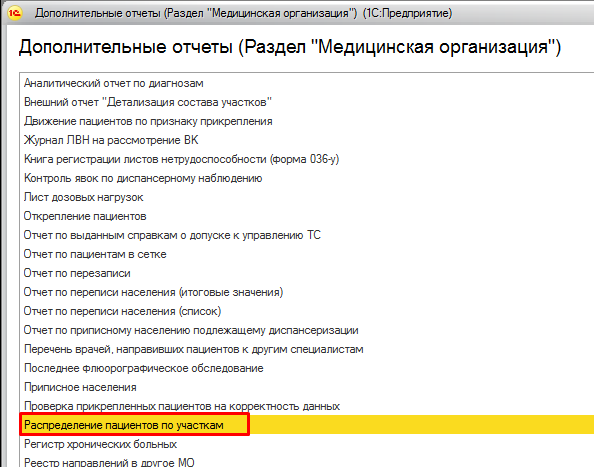 1С Дополнительные отчеты (Раздел "Медицинская организация") (1С:Предприятие)
Дополнительные отчеты (Раздел "Медицинская организация")
Аналитический отчет по диагнозам
Внешний отчет "Детализация состава участков"
Движение пациентов по признаку прикрепления
Журнал ЛВН на рассмотрение ВК
Книга регистрации листов нетрудоспособности (форма 036-у)
Контроль явок по диспансерному наблюдению
Лист дозовых нагрузок
Открепление пациентов
Отчет по выданным справкам о допуске к управлению ТС
Отчет по пациентам в сетке
Отчет по перезаписи
Отчет по переписи населения (итоговые значения)
Отчет по переписи населения (список)
Отчет по приписному населению подлежащему диспансеризации
Перечень врачей, направивших пациентов к другим специалистам
Последнее флюорографическое обследование
Приписное населения
Проверка прикрепленных пациентов на корректность данных
Распределение пациентов по участкам
Регистр хронических больных
Реестр направлений в другое МО